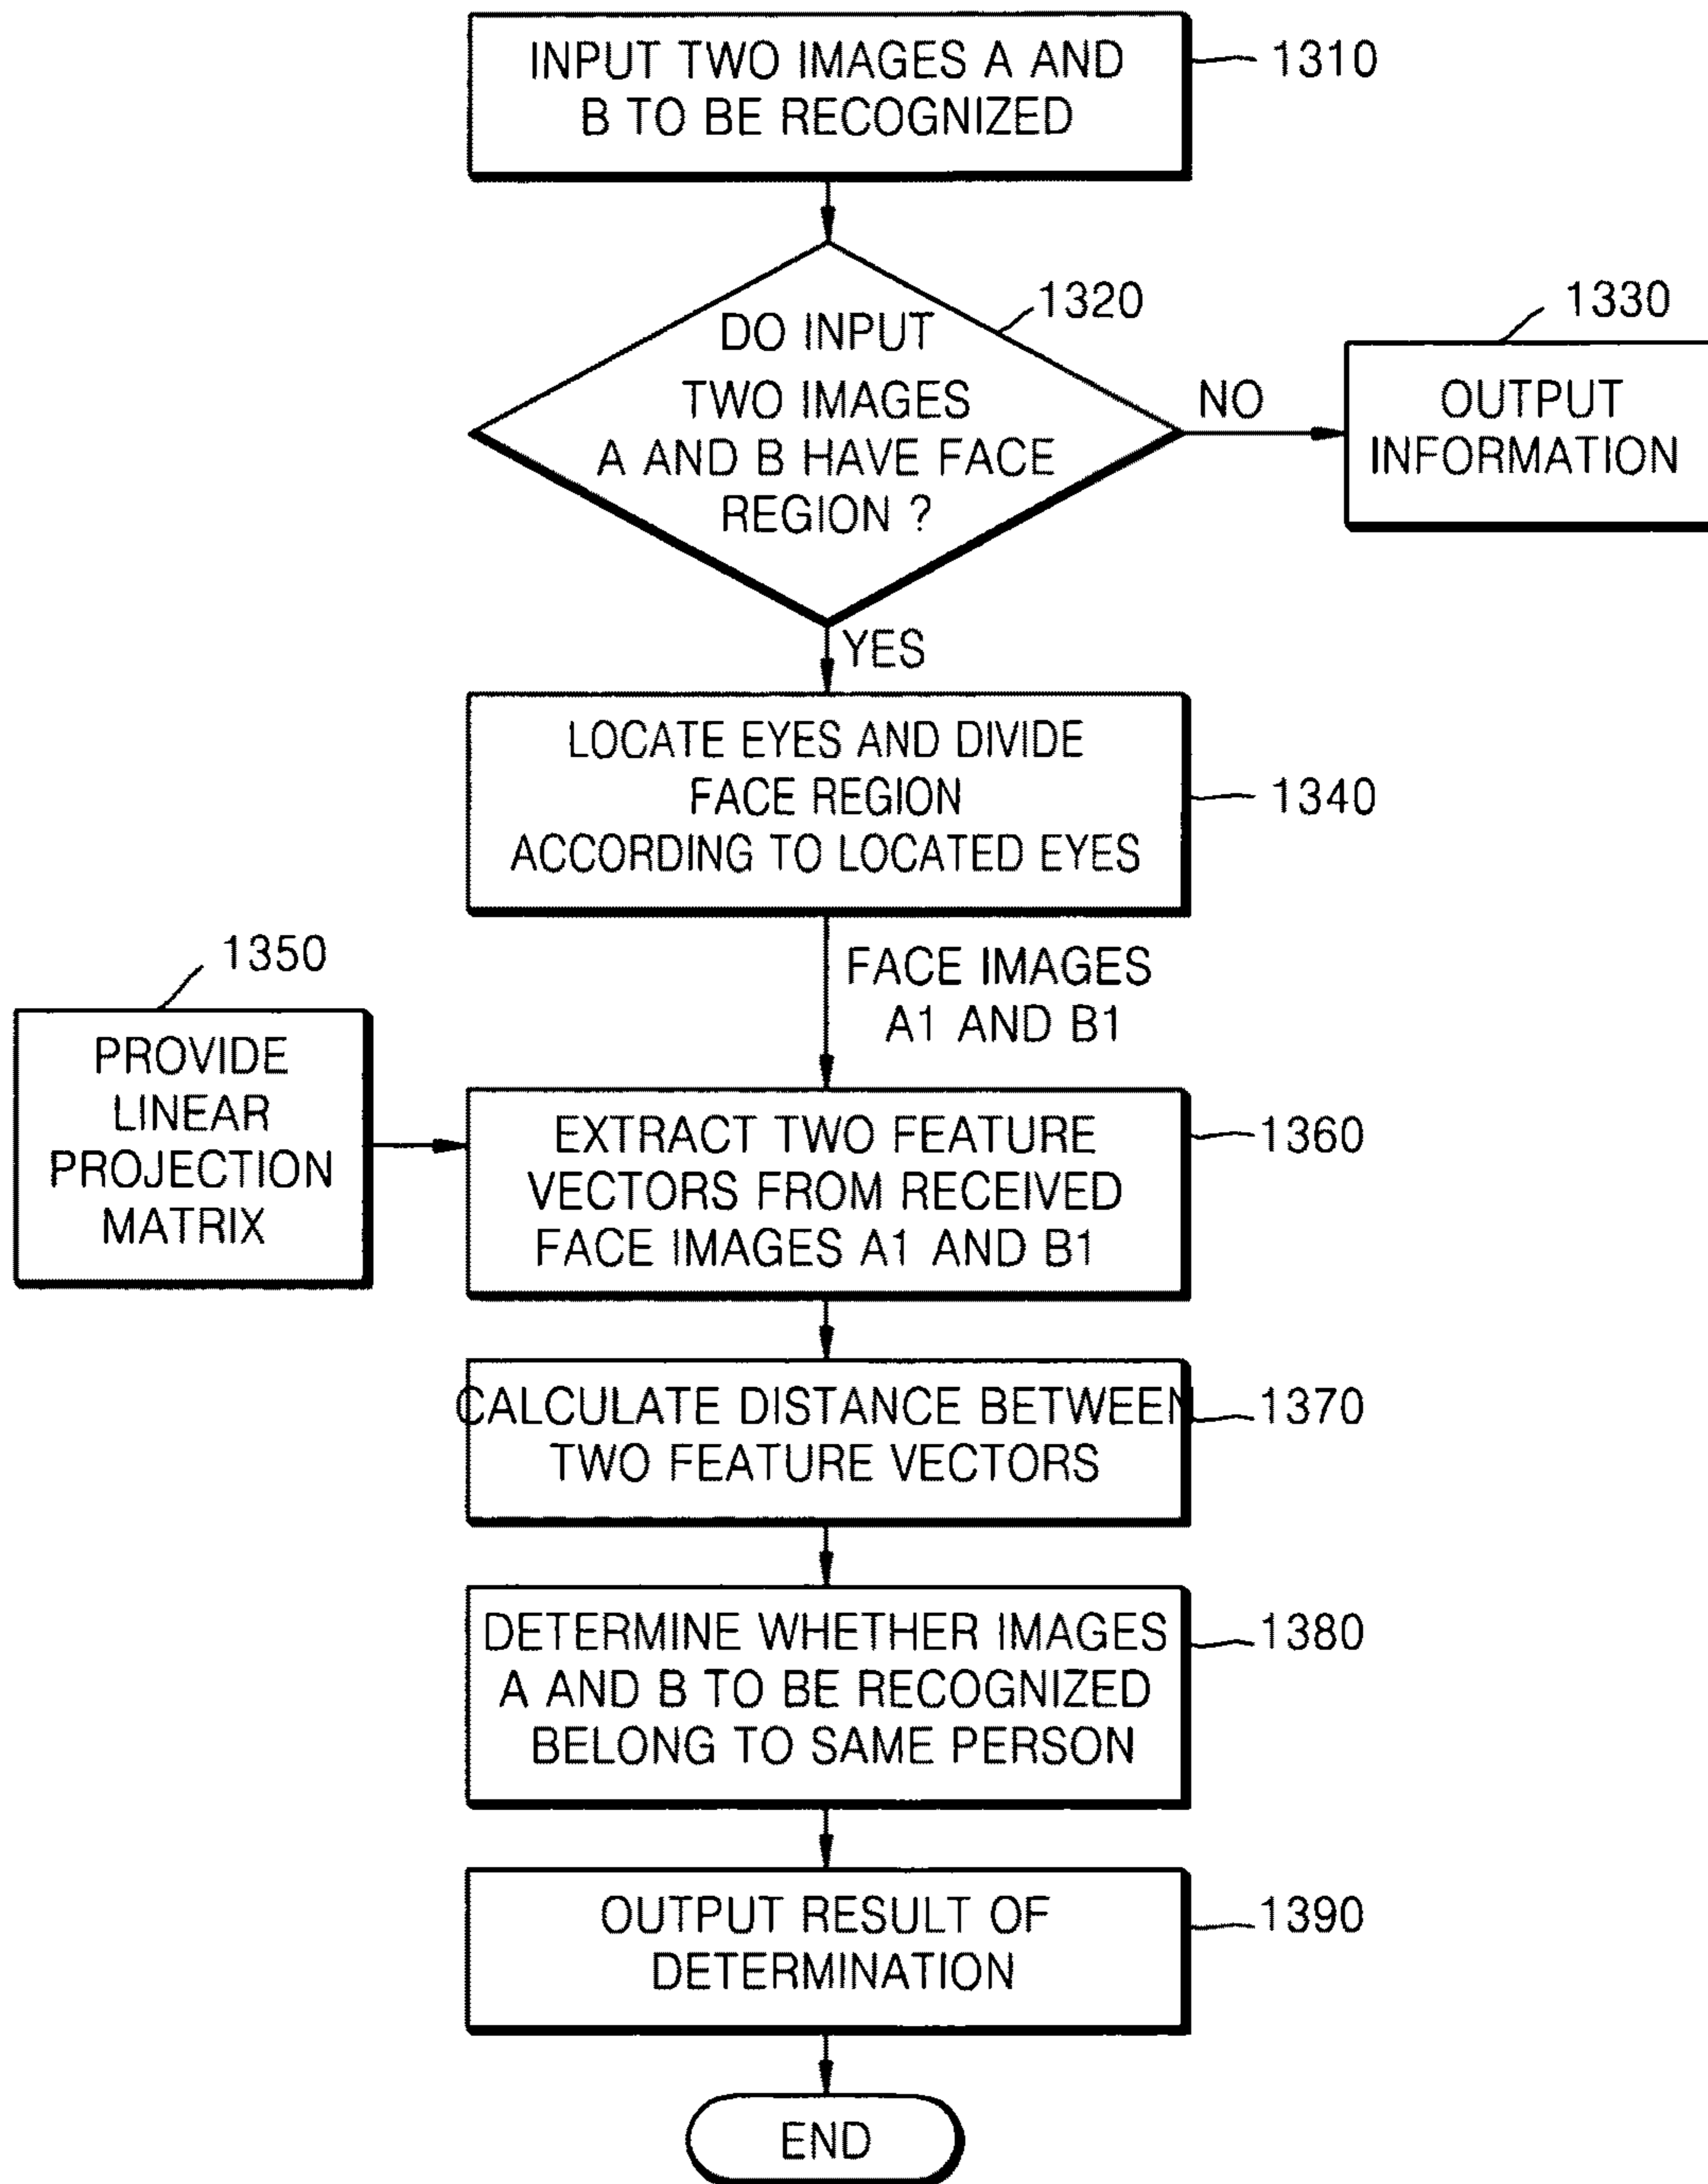 INPUT TWO IMAGES A AND
B TO BE RECOGNIZED
1310
DO INPUT
TWO IMAGES
A AND B HAVE FACE
REGION ?
1320
NO
1330
OUTPUT
INFORMATION
YES
LOCATE EYES AND DIVIDE
FACE REGION
ACCORDING TO LOCATED EYES
1340
FACE IMAGES
A1 AND B1
1350
PROVIDE
LINEAR
PROJECTION
MATRIX
EXTRACT TWO FEATURE
VECTORS FROM RECEIVED
FACE IMAGES A1 AND B1
1360
CALCULATE DISTANCE BETWEEN
TWO FEATURE VECTORS
1370
DETERMINE WHETHER IMAGES
A AND B TO BE RECOGNIZED
BELONG TO SAME PERSON
1380
OUTPUT RESULT OF
DETERMINATION
1390
END